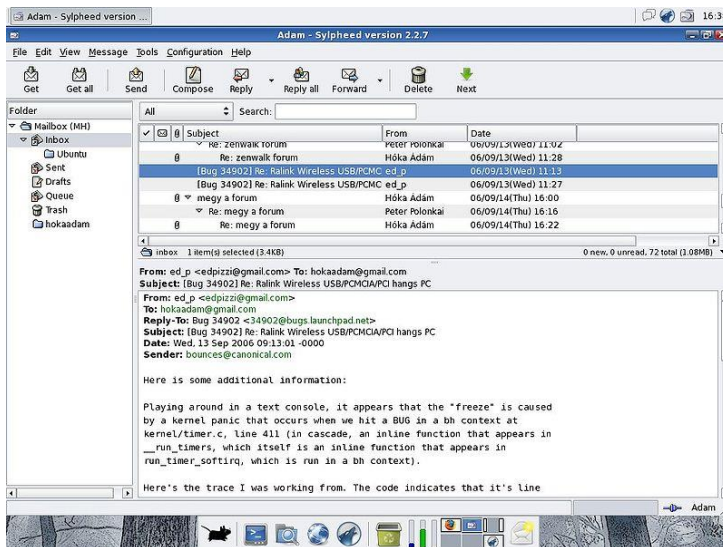 Adam - Sylpheed version ...
16:3
Adam - Sylpheed version 2.2.7
File Edit View Message Tools Configuration Help
Get Get all Send Compose Reply Reply all Forward Delete Next
Folder
Mailbox (MH)
Inbox
Ubuntu
Sent
Drafts
Queue
Trash
hokaadam
All Search:
Subject From Date
Re: zenwalk forum Peter Polonkai 06/09/13(Wed) 11:02
Re: zenwalk forum Hóka Ádám 06/09/13(Wed) 11:28
[Bug 34902] Re: Ralink Wireless USB/PCMC ed_p 06/09/13(Wed) 11:13
[Bug 34902] Re: Ralink Wireless USB/PCMC ed_p 06/09/13(Wed) 11:27
megy a forum Hóka Ádám 06/09/14(Thu) 16:00
Re: megy a forum Peter Polonkai 06/09/14(Thu) 16:16
Re: megy a forum Hóka Ádám 06/09/14(Thu) 16:22
inbox 1 item(s) selected (3.4KB) 0 new, 0 unread, 72 total (1.08MB)
From: ed_p <edpizzi@gmail.com> To: hokaadam@gmail.com
Subject: [Bug 34902] Re: Ralink Wireless USB/PCMCIA/PCI hangs PC
From: ed_p <edpizzi@gmail.com>
To: hokaadam@gmail.com
Reply-To: Bug 34902 <34902@bugs.launchpad.net>
Subject: [Bug 34902] Re: Ralink Wireless USB/PCMCIA/PCI hangs PC
Date: Wed, 13 Sep 2006 09:13:01 -0000
Sender: bounces@canonical.com
Here is some additional information:
Playing around in a text console, it appears that the "freeze" is caused
by a kernel panic that occurs when we hit a BUG in a bh context at
kernel/timer.c, line 411 (in cascade, an inline function that appears in
__run_timers, which itself is an inline function that appears in
run_timer_softirq, which is run in a bh context).
Here's the trace I was working from. The code indicates that it's line
Adam